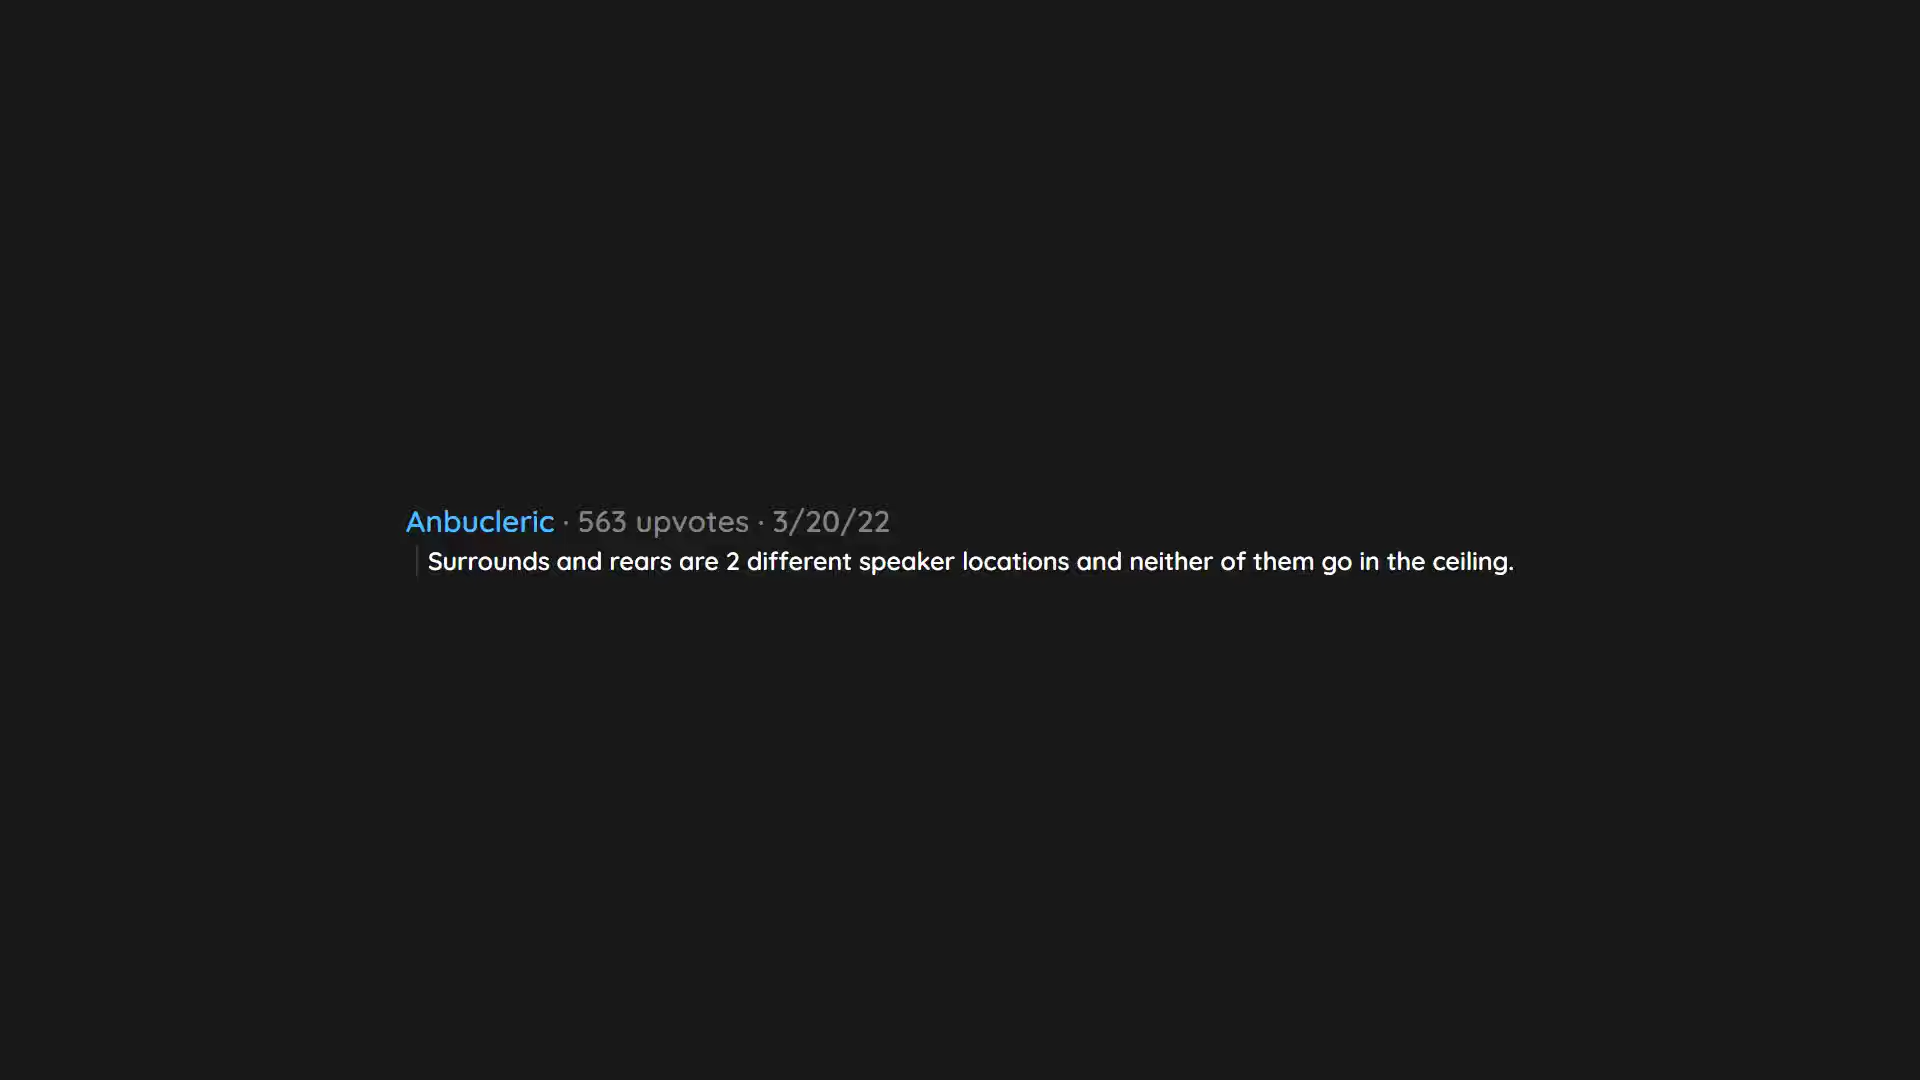 Anbucleric · 563 upvotes · 3/20/22
Surrounds and rears are 2 different speaker locations and neither of them go in the ceiling.